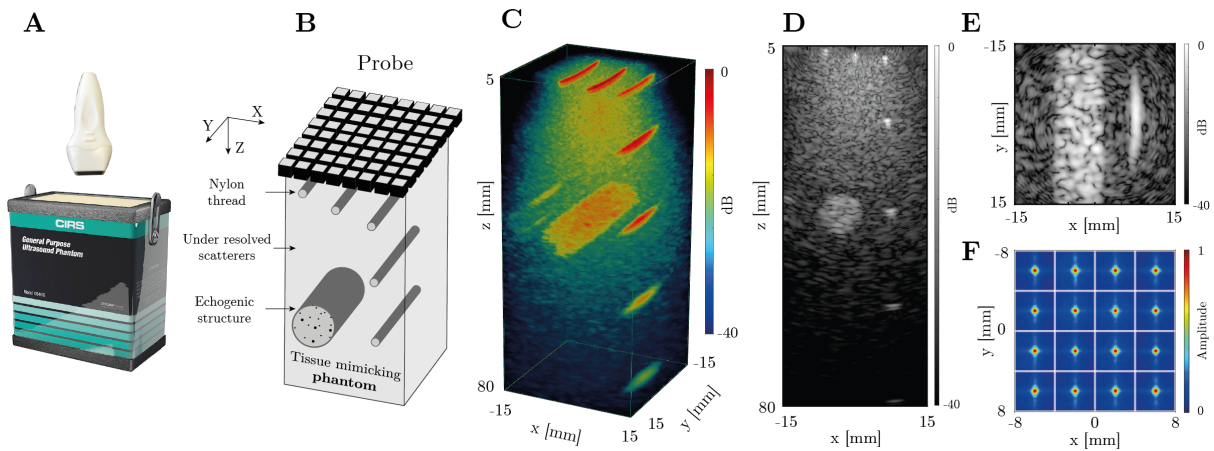 A
CIRS
General Purpose
Ultrasound Phantom
B
Probe
X
Y
Z
Nylon
thread
Under resolved
scatterers
Echogenic
structure
Tissue mimicking
phantom
C
5
z [mm]
80
-15
x [mm]
15
15
y [mm]
-15
0
dB
-40
D
5
z [mm]
80
-15
x [mm]
15
0
dB
-40
E
-15
y [mm]
15
-15
x [mm]
15
0
dB
-40
F
-8
y [mm]
0
8
-8
0
8
x [mm]
1
Amplitude
0